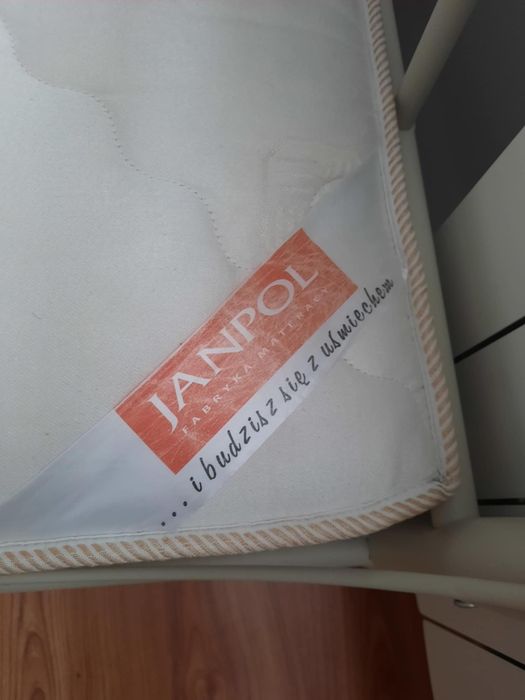 JANPOL
FABRYKA MATERACY
... i budzisz się z uśmiechem